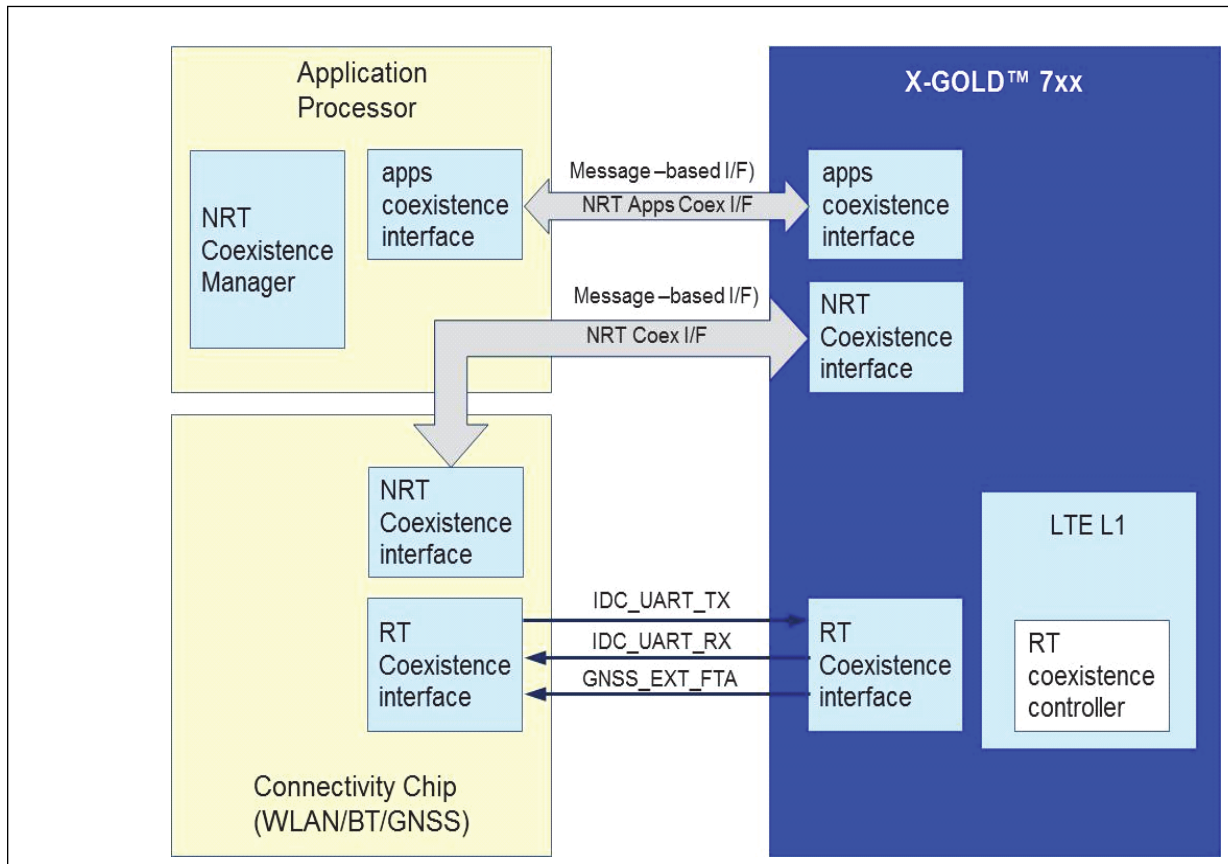 Application
Processor
NRT
Coexistence
Manager
apps
coexistence
interface
Message –based I/F)
NRT Apps Coex I/F
Message –based I/F)
NRT Coex I/F
X-GOLD™ 7xx
apps
coexistence
interface
NRT
Coexistence
interface
NRT
Coexistence
interface
RT
Coexistence
interface
Connectivity Chip
(WLAN/BT/GNSS)
IDC_UART_TX
IDC_UART_RX
GNSS_EXT_FTA
RT
Coexistence
interface
LTE L1
RT
coexistence
controller